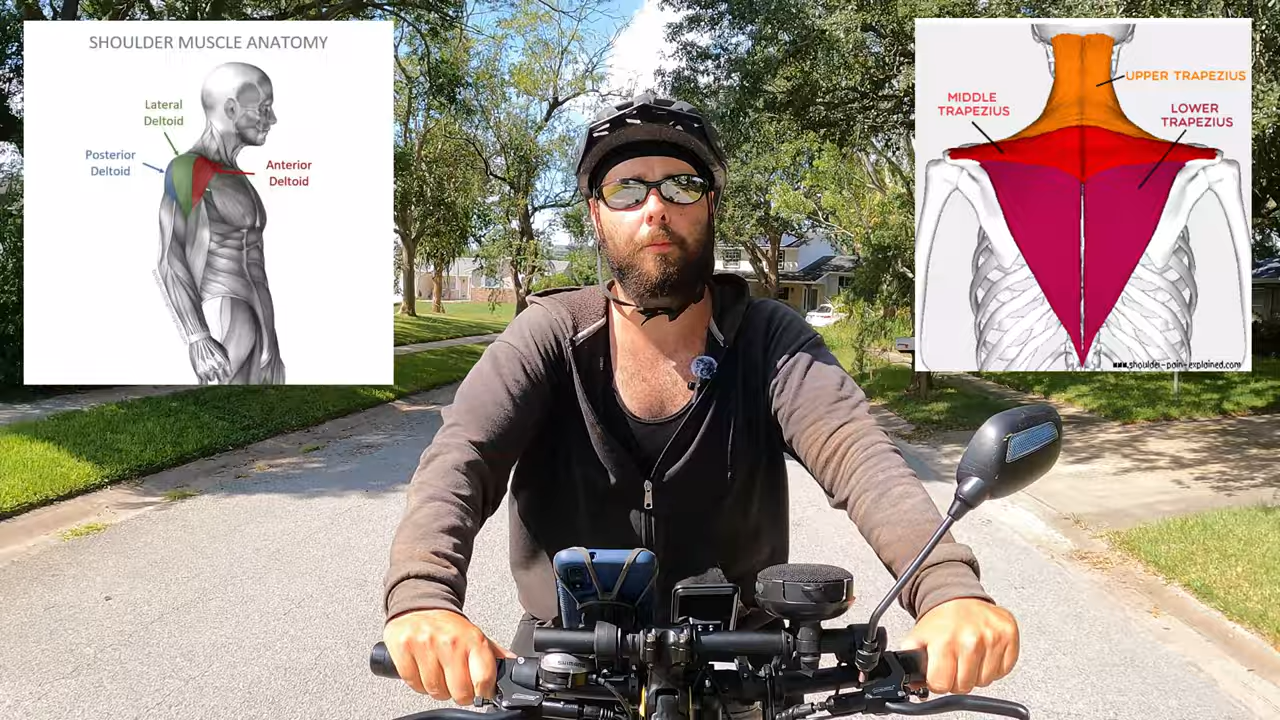 SHOULDER MUSCLE ANATOMY
Lateral
Deltoid
Posterior
Deltoid
Anterior
Deltoid
UPPER TRAPEZIUS
MIDDLE
TRAPEZIUS
LOWER
TRAPEZIUS
www.shoulder-pain-explained.com
SHIMANO